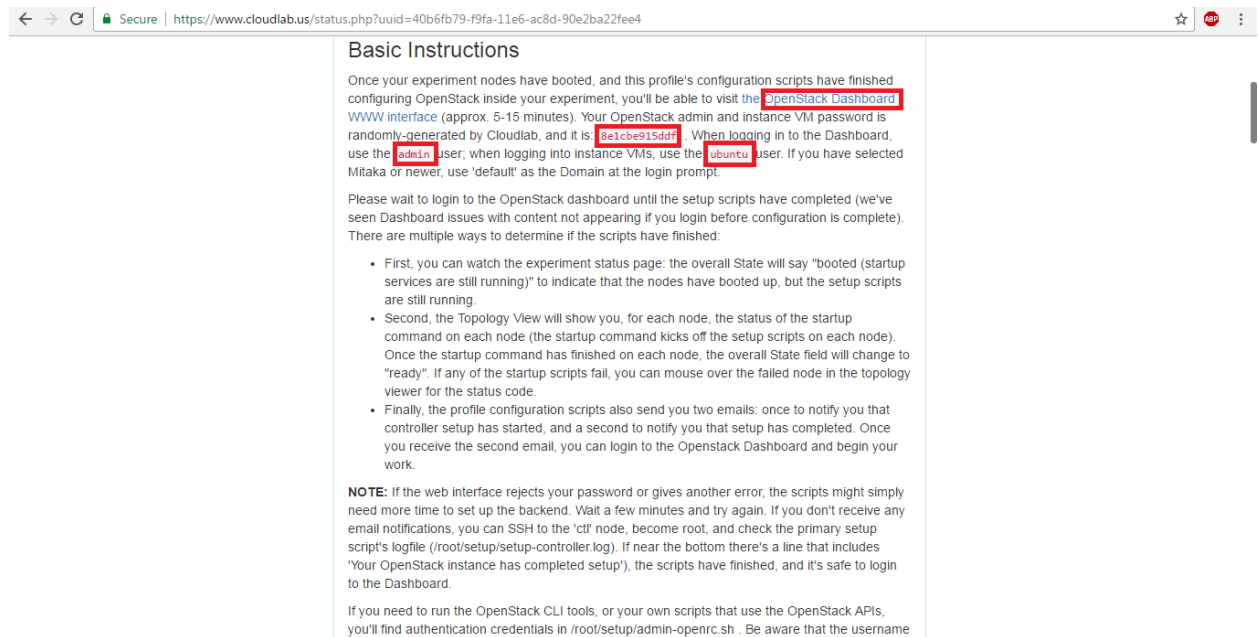 Secure | https://www.cloudlab.us/status.php?uuid=40b6fb79-f9fa-11e6-ac8d-90e2ba22fee4
ABP
Basic Instructions
Once your experiment nodes have booted, and this profile's configuration scripts have finished
configuring OpenStack inside your experiment, you'll be able to visit the OpenStack Dashboard
WWW interface (approx. 5-15 minutes). Your OpenStack admin and instance VM password is
randomly-generated by Cloudlab, and it is: 8e1cbe915ddf . When logging in to the Dashboard,
use the admin user; when logging into instance VMs, use the ubuntu user. If you have selected
Mitaka or newer, use 'default' as the Domain at the login prompt.
Please wait to login to the OpenStack dashboard until the setup scripts have completed (we've
seen Dashboard issues with content not appearing if you login before configuration is complete).
There are multiple ways to determine if the scripts have finished:
• First, you can watch the experiment status page: the overall State will say "booted (startup
services are still running)" to indicate that the nodes have booted up, but the setup scripts
are still running.
• Second, the Topology View will show you, for each node, the status of the startup
command on each node (the startup command kicks off the setup scripts on each node).
Once the startup command has finished on each node, the overall State field will change to
"ready". If any of the startup scripts fail, you can mouse over the failed node in the topology
viewer for the status code.
• Finally, the profile configuration scripts also send you two emails: once to notify you that
controller setup has started, and a second to notify you that setup has completed. Once
you receive the second email, you can login to the Openstack Dashboard and begin your
work.
NOTE: If the web interface rejects your password or gives another error, the scripts might simply
need more time to set up the backend. Wait a few minutes and try again. If you don't receive any
email notifications, you can SSH to the 'ctl' node, become root, and check the primary setup
script's logfile (/root/setup/setup-controller.log). If near the bottom there's a line that includes
'Your OpenStack instance has completed setup'), the scripts have finished, and it's safe to login
to the Dashboard.
If you need to run the OpenStack CLI tools, or your own scripts that use the OpenStack APIs,
you'll find authentication credentials in /root/setup/admin-openrc.sh . Be aware that the username